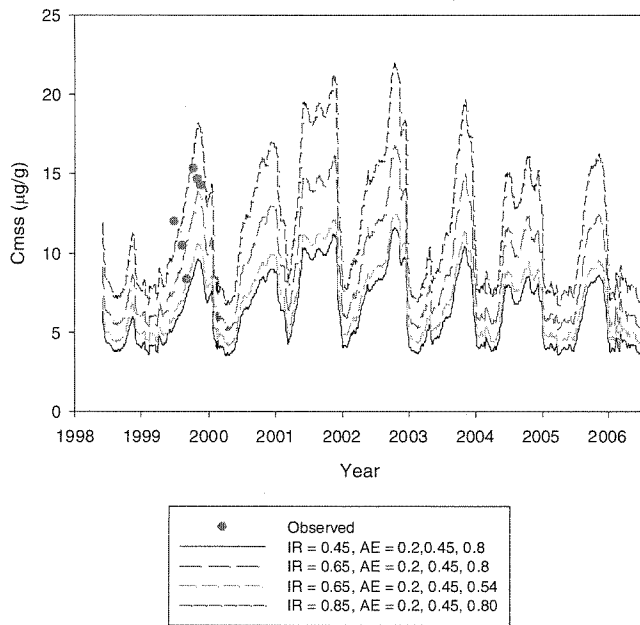 25
20
15
10
5
0
Cmss (µg/g)
1998 1999 2000 2001 2002 2003 2004 2005 2006
Year
Observed
IR = 0.45, AE = 0.2,0.45, 0.8
IR = 0.65, AE = 0.2, 0.45, 0.8
IR = 0.65, AE = 0.2, 0.45, 0.54
IR = 0.85, AE = 0.2, 0.45, 0.80